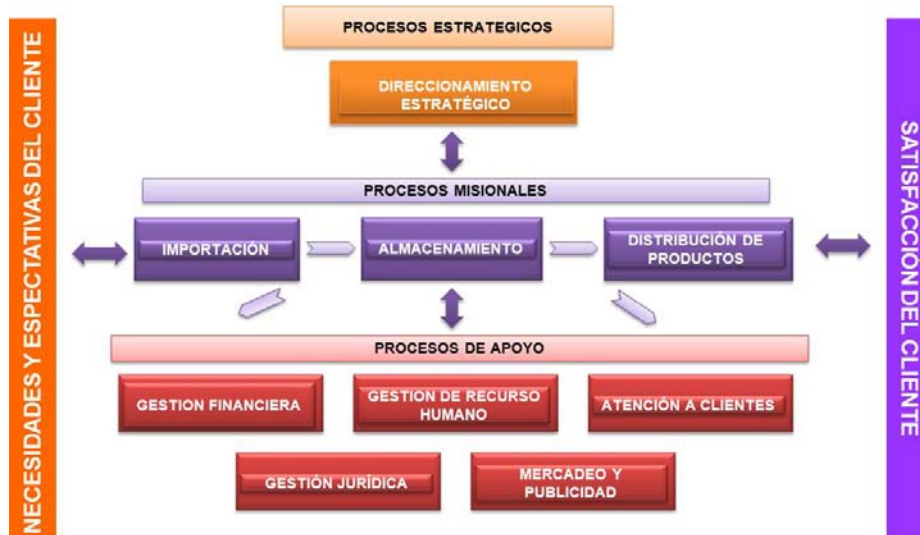 NECESIDADES Y ESPECTATIVAS DEL CLIENTE
PROCESOS ESTRATEGICOS
DIRECCIONAMIENTO
ESTRATÉGICO
PROCESOS MISIONALES
IMPORTACIÓN
ALMACENAMIENTO
DISTRIBUCIÓN DE
PRODUCTOS
PROCESOS DE APOYO
GESTION FINANCIERA
GESTION DE RECURSO
HUMANO
ATENCIÓN A CLIENTES
GESTIÓN JURÍDICA
MERCADEO Y
PUBLICIDAD
SATISFACCIÓN DEL CLIENTE